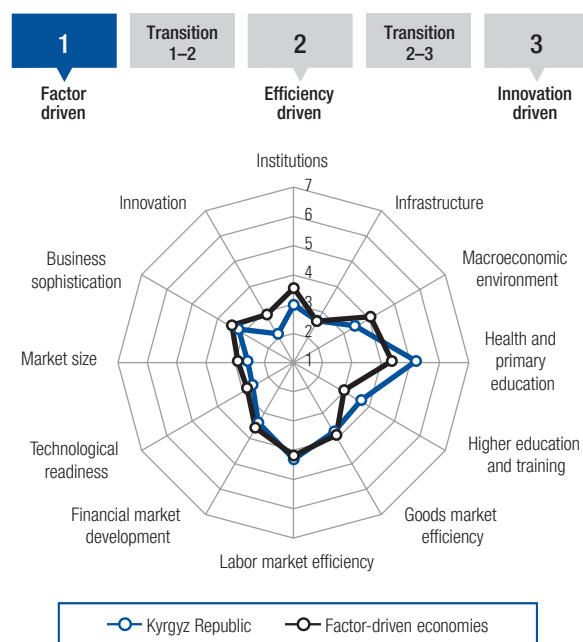 1
Transition
1–2
2
Transition
2–3
3
Factor
driven
Efficiency
driven
Innovation
driven
Institutions
Infrastructure
Macroeconomic
environment
Health and
primary
education
Higher education
and training
Goods market
efficiency
Labor market efficiency
Financial market
development
Technological
readiness
Market size
Business
sophistication
Innovation
7
6
5
4
3
2
1
Kyrgyz Republic
Factor-driven economies